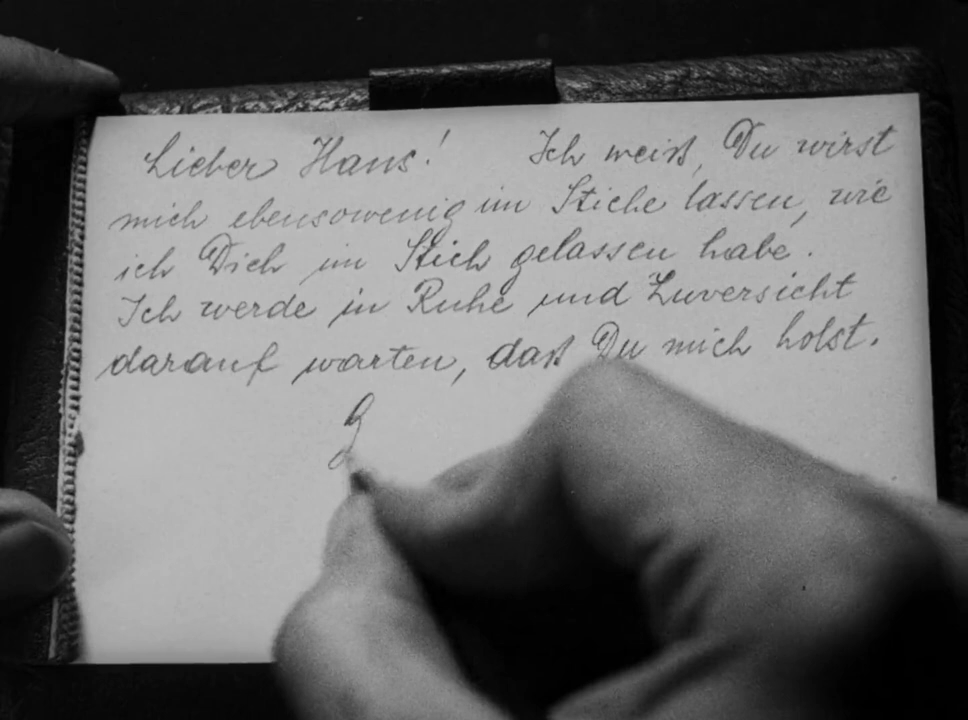 Lieber Hans! Ich weiß, Du wirst
mich ebensowenig im Stiche lassen, wie
ich Dich im Stich gelassen habe.
Ich werde in Ruhe und Zuversicht
darauf warten, daß Du mich holst.